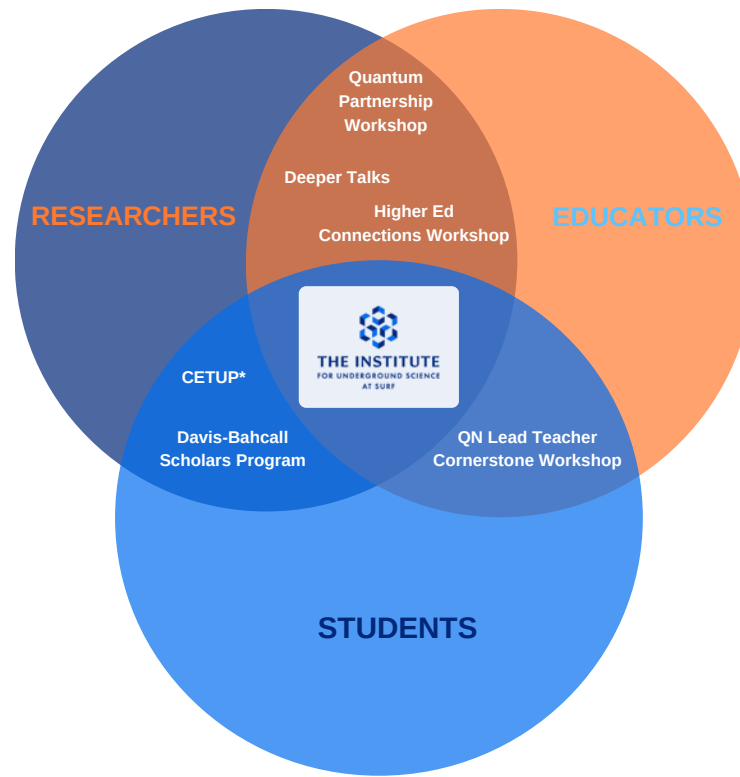 Quantum
Partnership
Workshop
Deeper Talks
RESEARCHERS
EDUCATORS
Higher Ed
Connections Workshop
THE INSTITUTE
FOR UNDERGROUND SCIENCE
AT SURF
CETUP*
Davis-Bahcall
Scholars Program
QN Lead Teacher
Cornerstone Workshop
STUDENTS